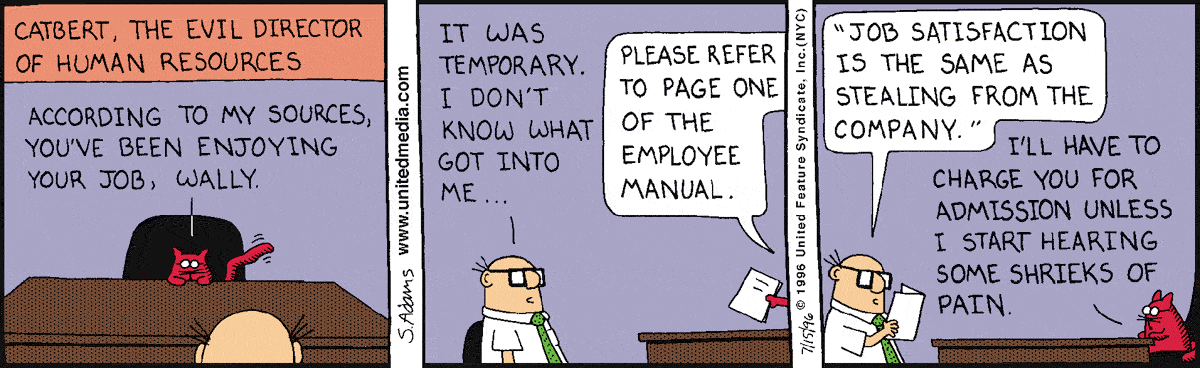 CATBERT, THE EVIL DIRECTOR
OF HUMAN RESOURCES
ACCORDING TO MY SOURCES,
YOU'VE BEEN ENJOYING
YOUR JOB, WALLY.
S. Adams
www.unitedmedia.com
IT WAS
TEMPORARY.
I DON'T
KNOW WHAT
GOT INTO
ME...
PLEASE REFER
TO PAGE ONE
OF THE
EMPLOYEE
MANUAL.
7/15/96 © 1996 United Feature Syndicate, Inc.(NYC)
"JOB SATISFACTION
IS THE SAME AS
STEALING FROM THE
COMPANY."
I'LL HAVE TO
CHARGE YOU FOR
ADMISSION UNLESS
I START HEARING
SOME SHRIEKS OF
PAIN.